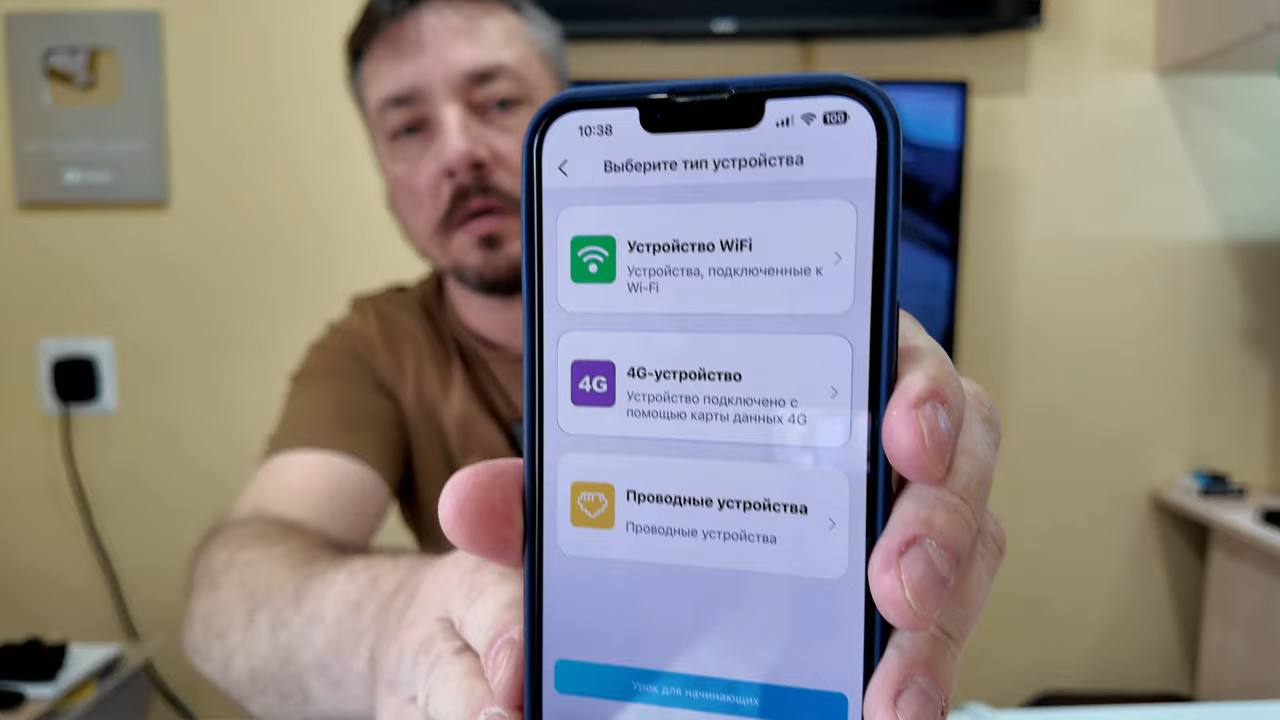 10:38
100
Выберите тип устройства
Устройство WiFi
Устройства, подключенные к
Wi-Fi
4G
4G-устройство
Устройство подключено с
помощью карты данных 4G
Проводные устройства
Проводные устройства
Урок для начинающих